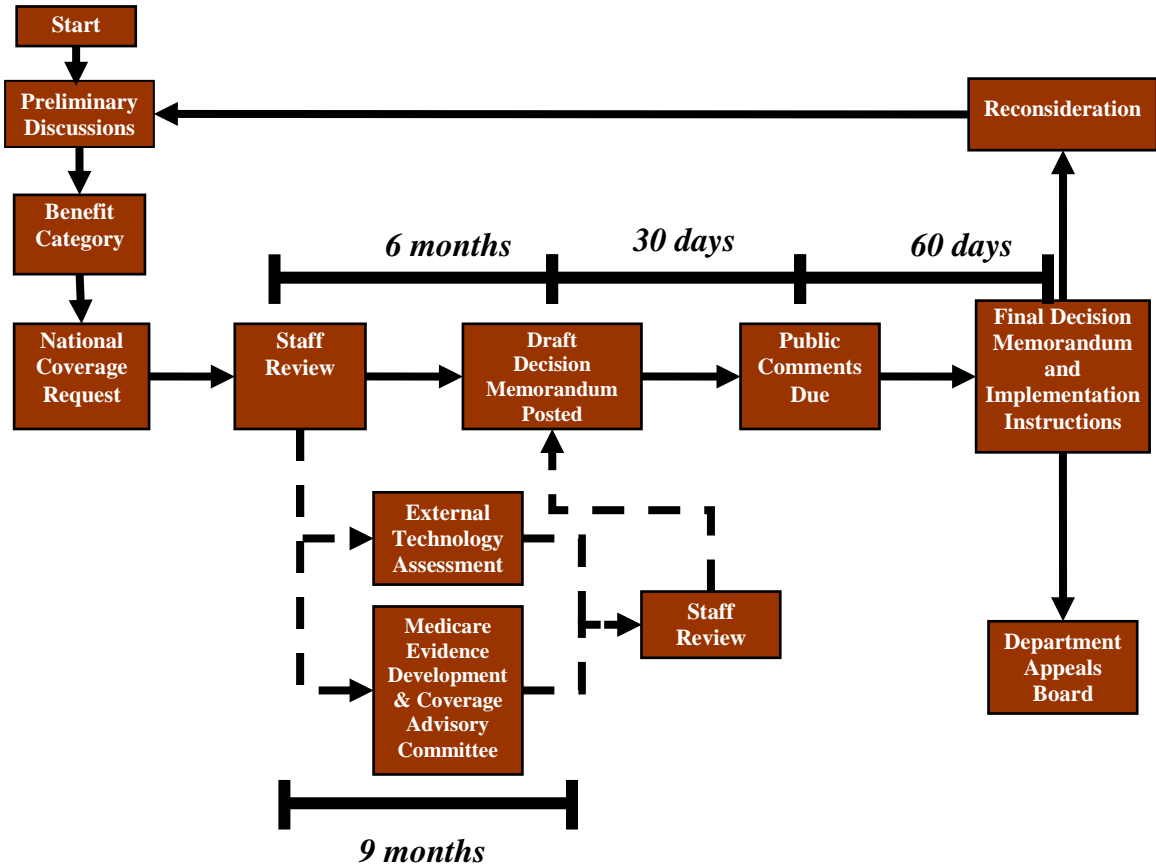 Start
Preliminary
Discussions
Reconsideration
Benefit
Category
6 months
30 days
60 days
National
Coverage
Request
Staff
Review
Draft
Decision
Memorandum
Posted
Public
Comments
Due
Final Decision
Memorandum
and
Implementation
Instructions
External
Technology
Assessment
Medicare
Evidence
Development
& Coverage
Advisory
Committee
Staff
Review
Department
Appeals
Board
9 months